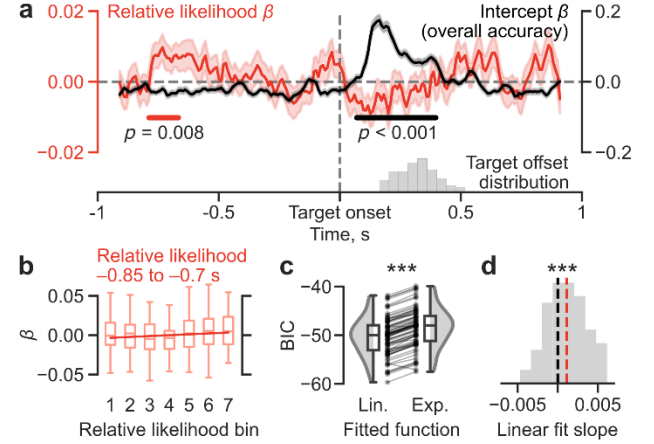 a
Relative likelihood β
Intercept β
(overall accuracy)
0.02
0.00
−0.02
0.2
0.0
−0.2
p = 0.008
p < 0.001
Target offset
distribution
-1
-0.5
Target onset
0.5
1
Time, s
b
Relative likelihood
−0.85 to −0.7 s
0.05
0.00
−0.05
β
1 2 3 4 5 6 7
Relative likelihood bin
c
***
−40
−50
−60
BIC
Lin. Exp.
Fitted function
d
***
−0.005 0.005
Linear fit slope